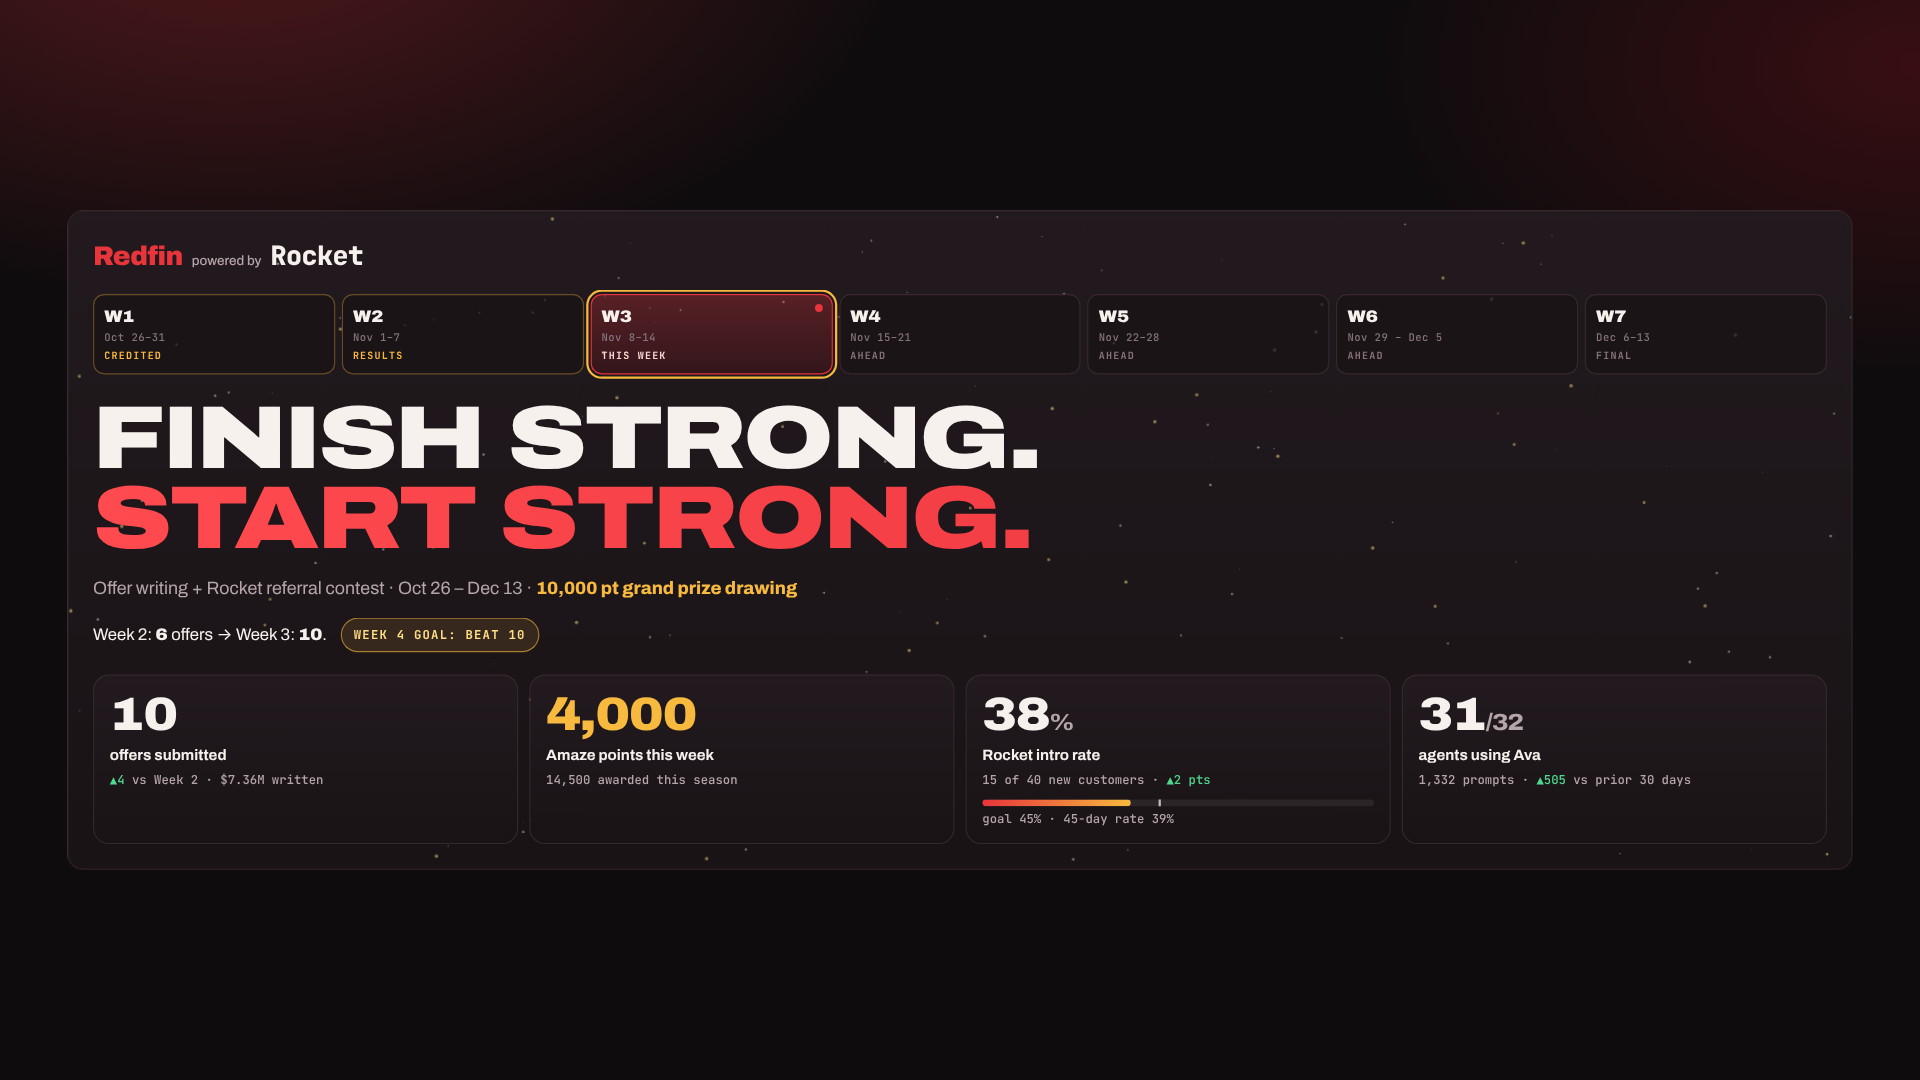 Redfin powered by Rocket
W1
Oct 26–31
CREDITED
W2
Nov 1–7
RESULTS
W3
Nov 8–14
THIS WEEK
W4
Nov 15–21
AHEAD
W5
Nov 22–28
AHEAD
W6
Nov 29 – Dec 5
AHEAD
W7
Dec 6–13
FINAL
FINISH STRONG.
START STRONG.
Offer writing + Rocket referral contest · Oct 26 – Dec 13 · 10,000 pt grand prize drawing
Week 2: 6 offers → Week 3: 10.
WEEK 4 GOAL: BEAT 10
10
offers submitted
▲4 vs Week 2 · $7.36M written
4,000
Amaze points this week
14,500 awarded this season
38%
Rocket intro rate
15 of 40 new customers · ▲2 pts
goal 45% · 45-day rate 39%
31/32
agents using Ava
1,332 prompts · ▲505 vs prior 30 days